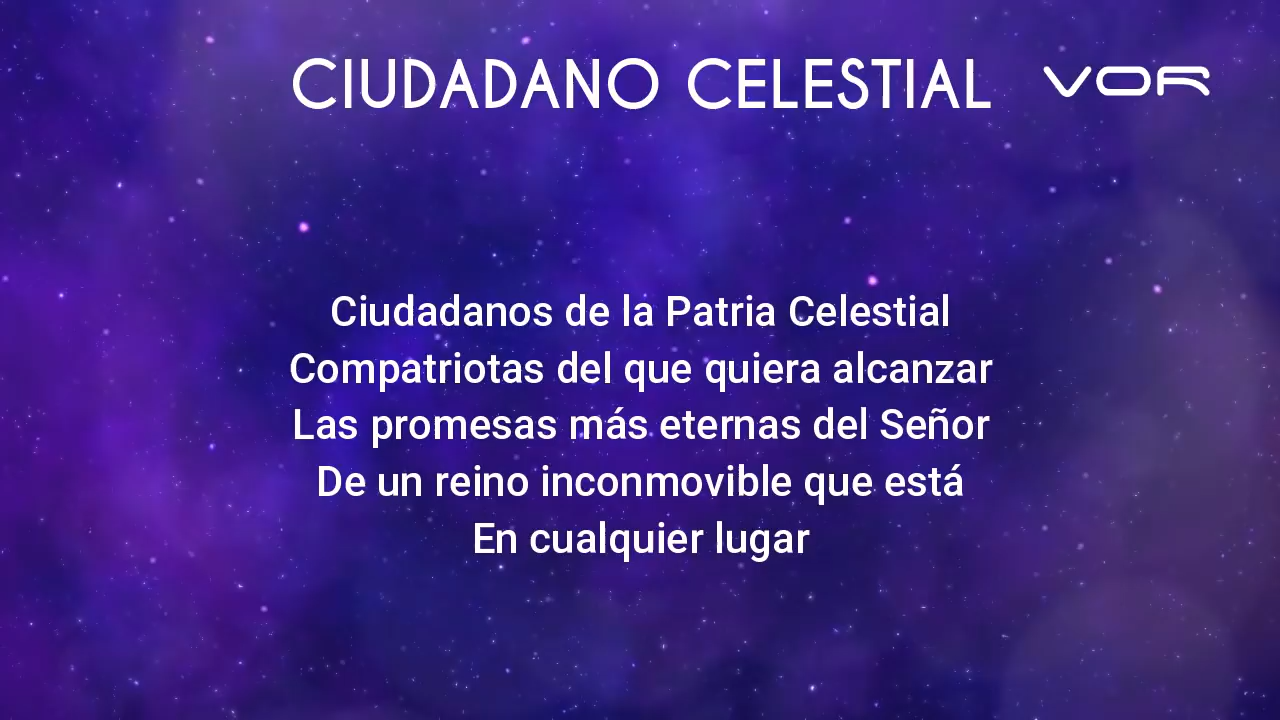 CIUDADANO CELESTIAL
VOR
Ciudadanos de la Patria Celestial
Compatriotas del que quiera alcanzar
Las promesas más eternas del Señor
De un reino inconmovible que está
En cualquier lugar